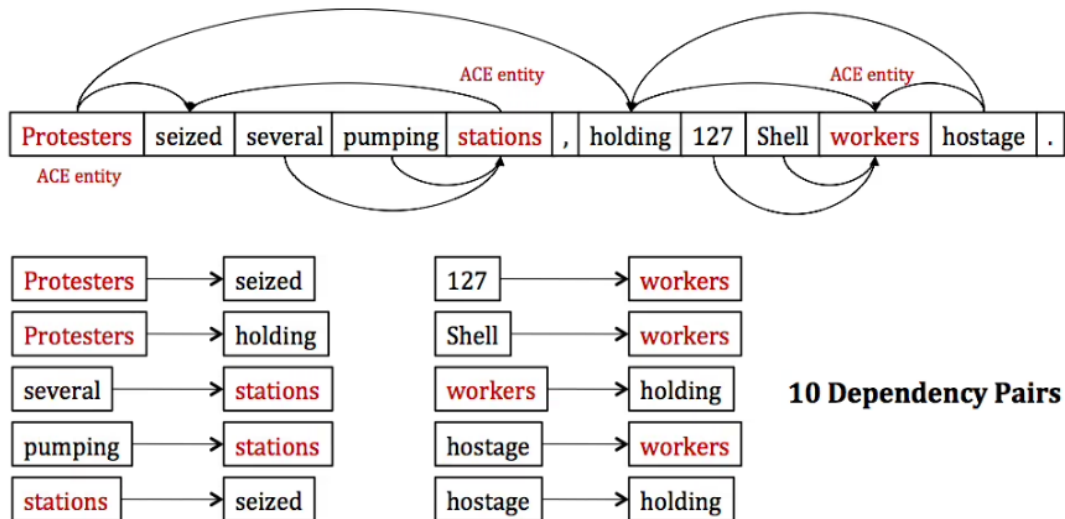 ACE entity ACE entity
Protesters seized several pumping stations , holding 127 Shell workers hostage .
ACE entity
Protesters seized 127 workers
Protesters holding Shell workers
several stations workers holding 10 Dependency Pairs
pumping stations hostage workers
stations seized hostage holding